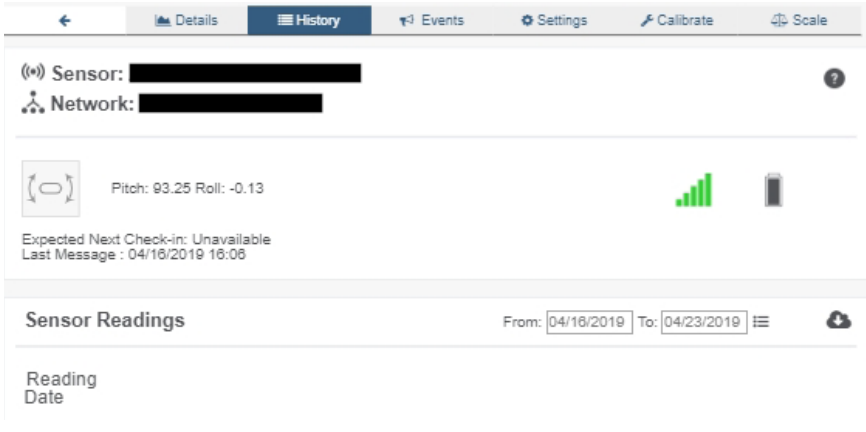 Details History Events Settings Calibrate Scale
Sensor:
Network:
Pitch: 93.25 Roll: -0.13
Expected Next Check-in: Unavailable
Last Message : 04/16/2019 16:06
Sensor Readings From: 04/16/2019 To: 04/23/2019
Reading
Date